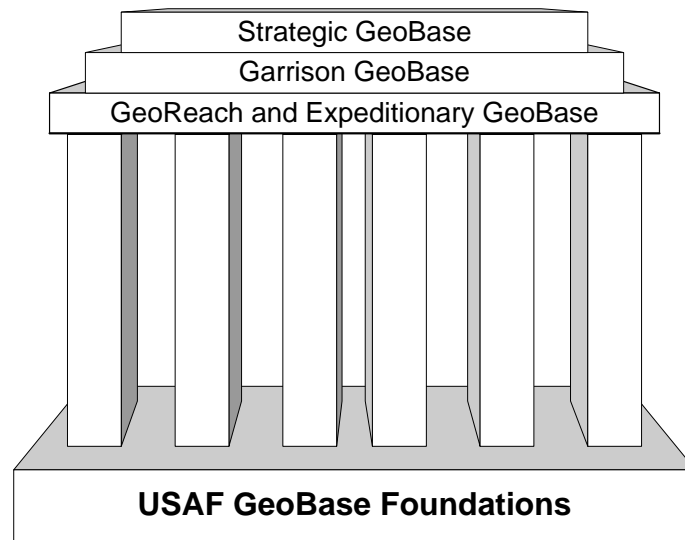 Strategic GeoBase
Garrison GeoBase
GeoReach and Expeditionary GeoBase
USAF GeoBase Foundations